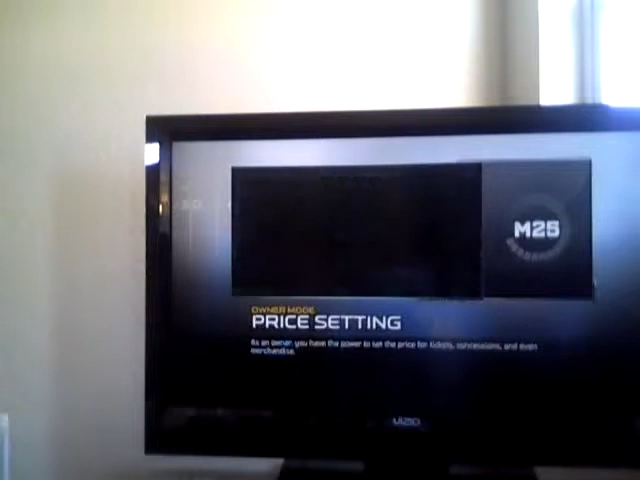 M25
OWNER MODE
PRICE SETTING
As an owner, you have the power to set the price for tickets, concessions, and even
merchandise.
VIZIO